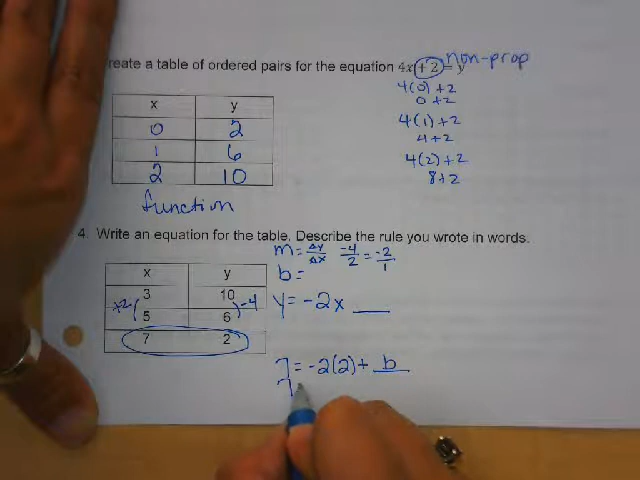 reate a table of ordered pairs for the equation 4x + 2 = y non-prop
4(0)+2
0+2
4(1)+2
4+2
4(2)+2
8+2
x y
0 2
1 6
2 10
function
4. Write an equation for the table. Describe the rule you wrote in words.
m = Δy/Δx -4/2 = -2/1
b =
x y
3 10
+2 -4
5 6
7 2
y = -2x ___
7 = -2(2) + b
7